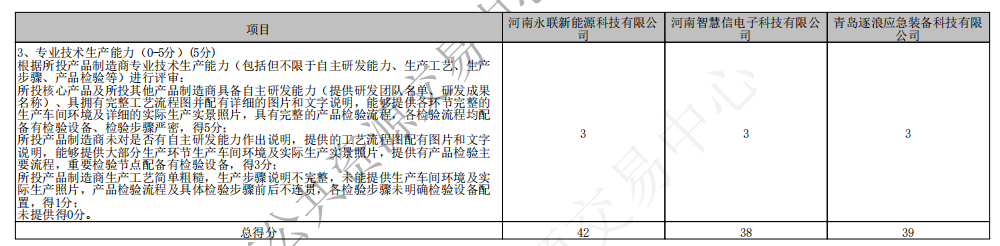 项目 河南永联新能源科技有限公司 河南智慧信电子科技有限公司 青岛逐浪应急装备科技有限公司
3、专业技术生产能力（0-5分）(5分)
根据所投产品制造商专业技术生产能力（包括但不限于自主研发能力、生产工艺、生产
步骤、产品检验等）进行评审；
所投核心产品及所投其他产品制造商具备自主研发能力（提供研发团队名单、研发成果
名称）、具拥有完整工艺流程图并配有详细的图片和文字说明，能够提供各环节完整的
生产车间环境及详细的实际生产实景照片，具有完整的产品检验流程，各检验流程均配
备有检验设备、检验步骤严密，得5分；
所投产品制造商未对是否有自主研发能力作出说明，提供的工艺流程图配有图片和文字
说明，能够提供大部分生产环节生产车间环境及实际生产实景照片，提供有产品检验主
要流程，重要检验节点配备有检验设备，得3分；
所投产品制造商生产工艺简单粗糙，生产步骤说明不完整，未能提供生产车间环境及实
际生产照片，产品检验流程及具体检验步骤前后不连贯，各检验步骤未明确检验设备配
置，得1分；
未提供得0分。
3 3 3
总得分 42 38 39
公共资源交易中心
源交易中心